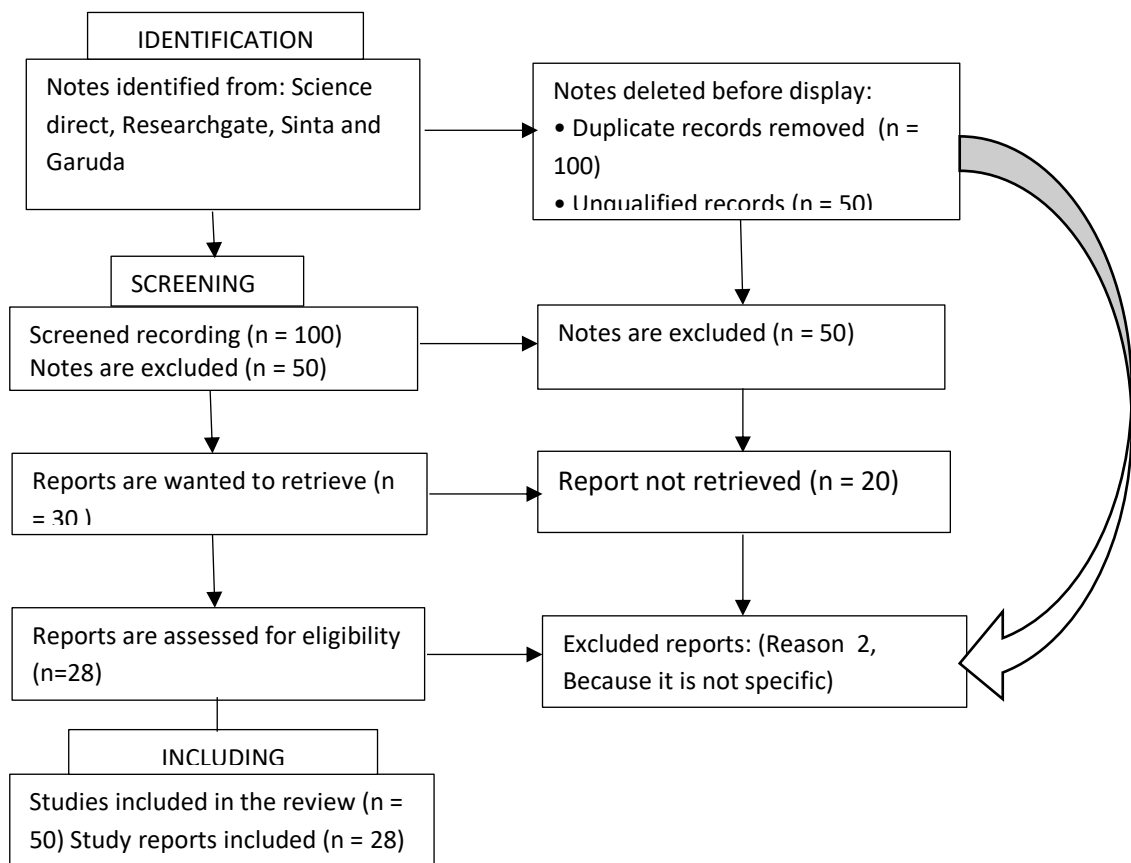 IDENTIFICATION
Notes identified from: Science
direct, Researchgate, Sinta and
Garuda
Notes deleted before display:
• Duplicate records removed (n =
100)
• Unqualified records (n = 50)
SCREENING
Screened recording (n = 100)
Notes are excluded (n = 50)
Notes are excluded (n = 50)
Reports are wanted to retrieve (n
= 30 )
Report not retrieved (n = 20)
Reports are assessed for eligibility
(n=28)
Excluded reports: (Reason 2,
Because it is not specific)
INCLUDING
Studies included in the review (n =
50) Study reports included (n = 28)